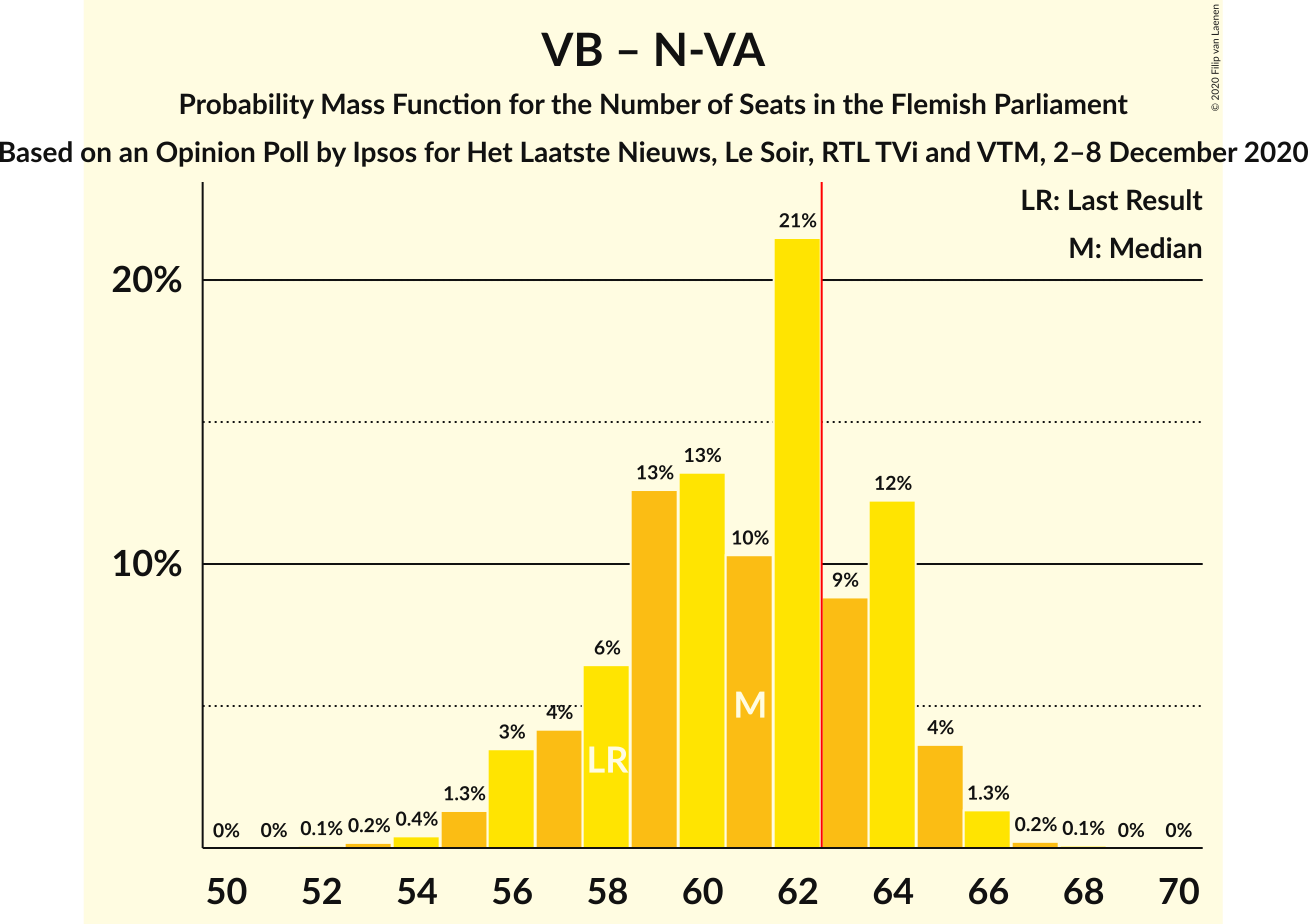 VB – N-VA
Probability Mass Function for the Number of Seats in the Flemish Parliament
Based on an Opinion Poll by Ipsos for Het Laatste Nieuws, Le Soir, RTL TVi and VTM, 2–8 December 2020
© 2020 Filip van Laenen
LR: Last Result
M: Median
20%
10%
0%
0%
0.1%
0.2%
0.4%
1.3%
3%
4%
6%
13%
13%
10%
21%
9%
12%
4%
1.3%
0.2%
0.1%
0%
0%
LR
M
50 52 54 56 58 60 62 64 66 68 70